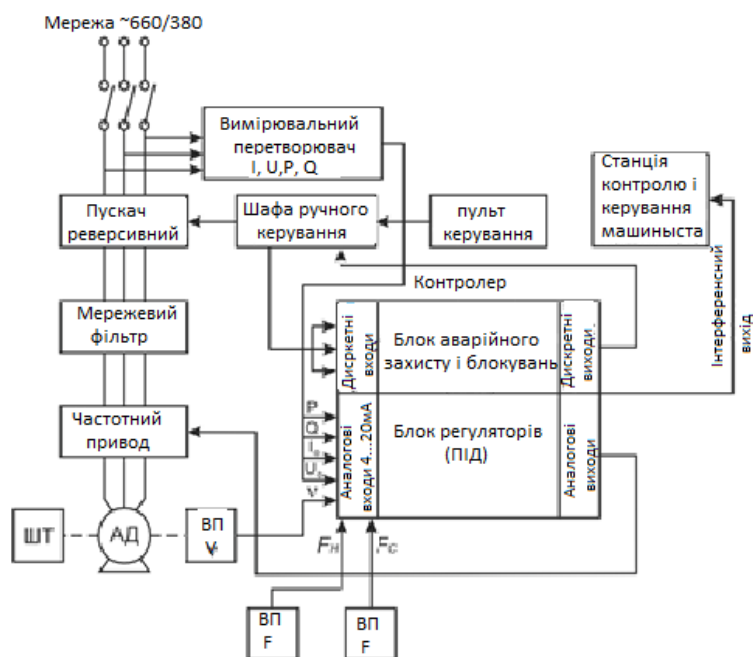 Мережа ~660/380
Вимірювальний
перетворювач
I, U,P, Q
Станція
контролю і
керування
машиныста
Пускач
реверсивний
Шафа ручного
керування
пульт
керування
Контролер
Інтерференсний
вихід
Мережевий
фільтр
Дисркетні
входи
Блок аварійного
захисту і блокувань
Дискретні
виходи
Частотний
привод
P
Q
V
Аналогові
входи 4...20мА
Блок регуляторів
(ПІД)
Аналогові
виходи
ШТ
АД
ВП
V
Fн
Fс
ВП
F
ВП
F